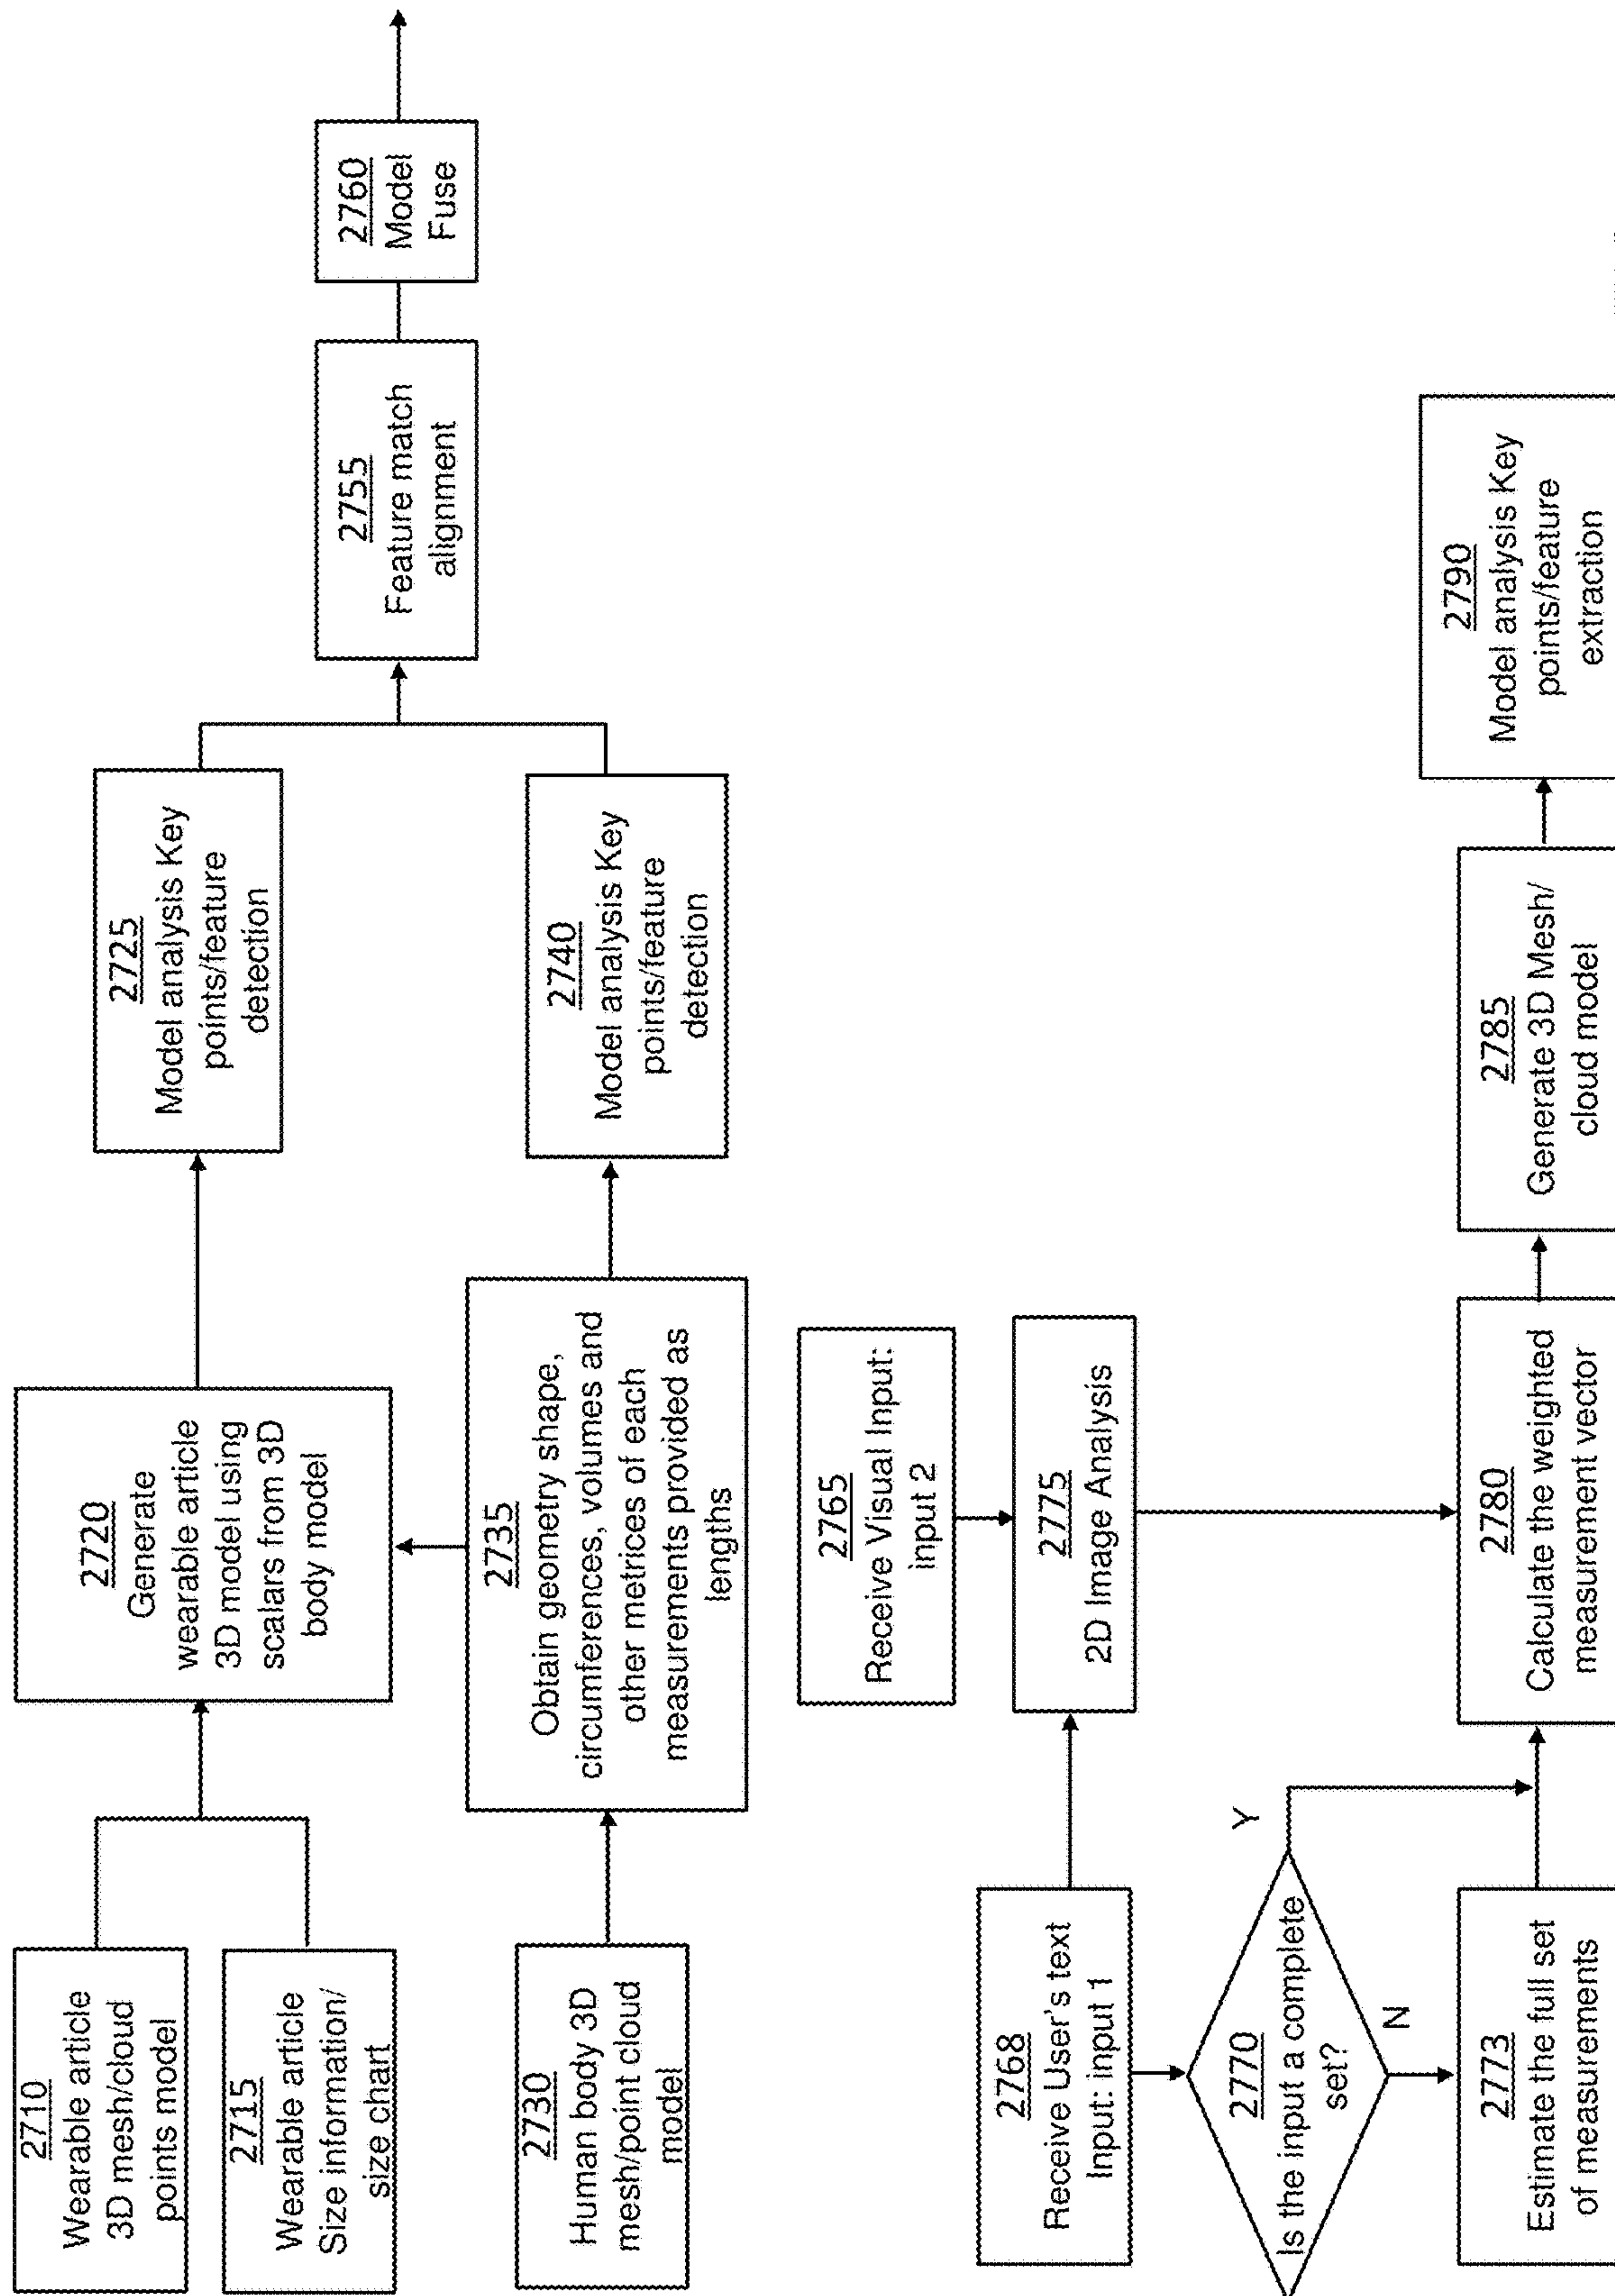 2710
Wearable article
3D mesh/cloud
points model
2715
Wearable article
Size information/
size chart
2720
Generate
wearable article
3D model using
scalars from 3D
body model
2725
Model analysis Key
points/feature
detection
2730
Human body 3D
mesh/point cloud
model
2735
Obtain geometry shape,
circumferences, volumes and
other metrices of each
measurements provided as
lengths
2740
Model analysis Key
points/feature
detection
2755
Feature match
alignment
2760
Model
Fuse
2765
Receive Visual Input:
input 2
2768
Receive User's text
Input: input 1
2775
2D Image Analysis
2770
Is the input a complete
set?
Y
N
2773
Estimate the full set
of measurements
2780
Calculate the weighted
measurement vector
2785
Generate 3D Mesh/
cloud model
2790
Model analysis Key
points/feature
extraction